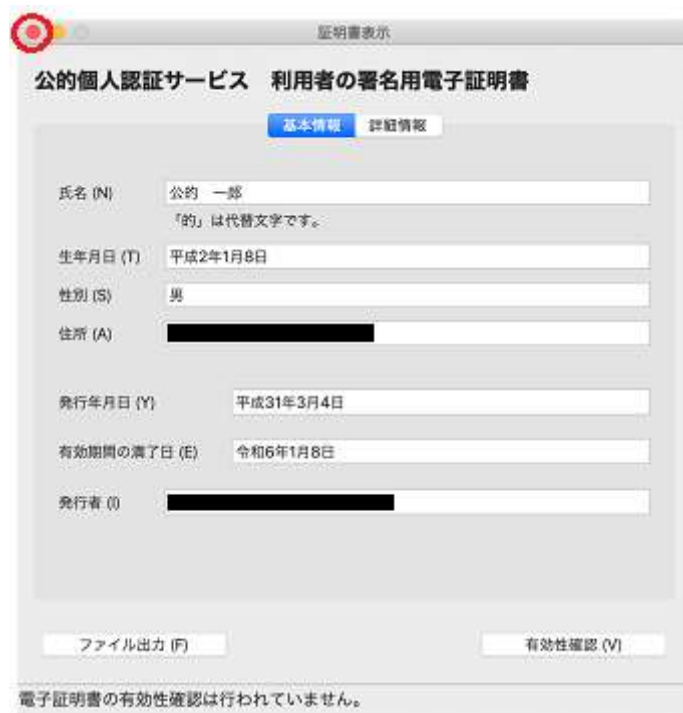 証明書表示
公的個人認証サービス 利用者の署名用電子証明書
基本情報 詳細情報
氏名 (N) 公的 一郎
「的」は代替文字です。
生年月日 (T) 平成2年1月8日
性別 (S) 男
住所 (A)
発行年月日 (Y) 平成31年3月4日
有効期間の満了日 (E) 令和6年1月8日
発行者 (I)
ファイル出力 (F) 有効性確認 (V)
電子証明書の有効性確認は行われていません。